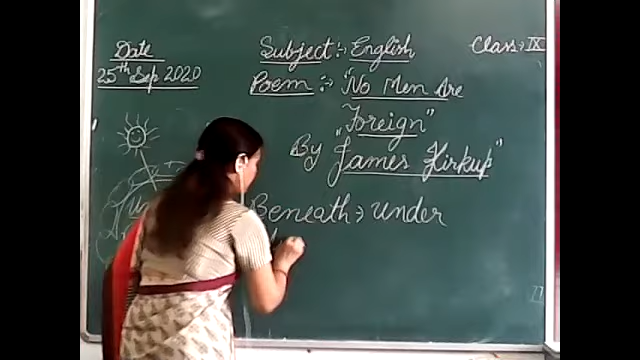 Date
25th Sep 2020
Subject:- English
Class:- IX
Poem :-> "No Men Are
Foreign"
By "James Kirkup"
Beneath -> Under